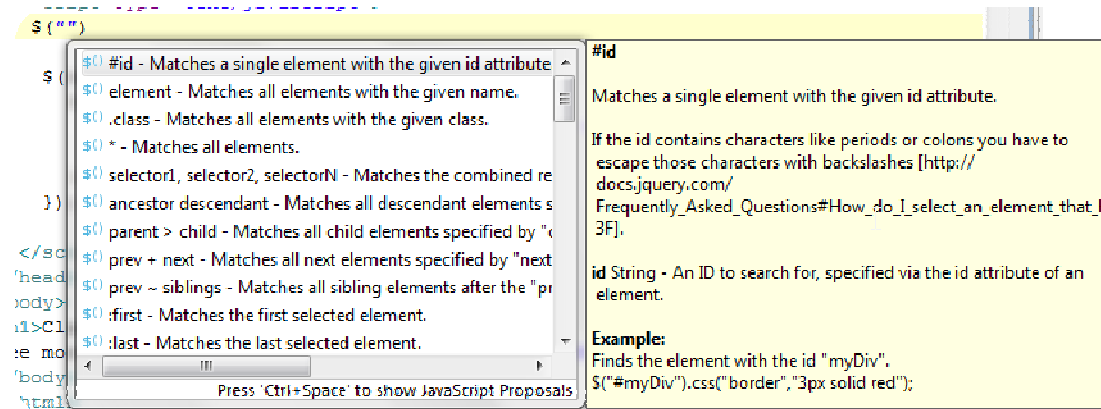 $("")
$(
})
</sc
head
body>
h1>Cl
ee mo
/body
html
$() #id - Matches a single element with the given id attribute
$() element - Matches all elements with the given name.
$() .class - Matches all elements with the given class.
$() * - Matches all elements.
$() selector1, selector2, selectorN - Matches the combined re
$() ancestor descendant - Matches all descendant elements s
$() parent > child - Matches all child elements specified by "c
$() prev + next - Matches all next elements specified by "next
$() prev ~ siblings - Matches all sibling elements after the "pr
$() :first - Matches the first selected element.
$() :last - Matches the last selected element.
Press 'Ctrl+Space' to show JavaScript Proposals
#id
Matches a single element with the given id attribute.
If the id contains characters like periods or colons you have to
escape those characters with backslashes [http://
docs.jquery.com/
Frequently_Asked_Questions#How_do_I_select_an_element_that_h
3F].
id String - An ID to search for, specified via the id attribute of an
element.
Example:
Finds the element with the id "myDiv".
$("#myDiv").css("border","3px solid red");